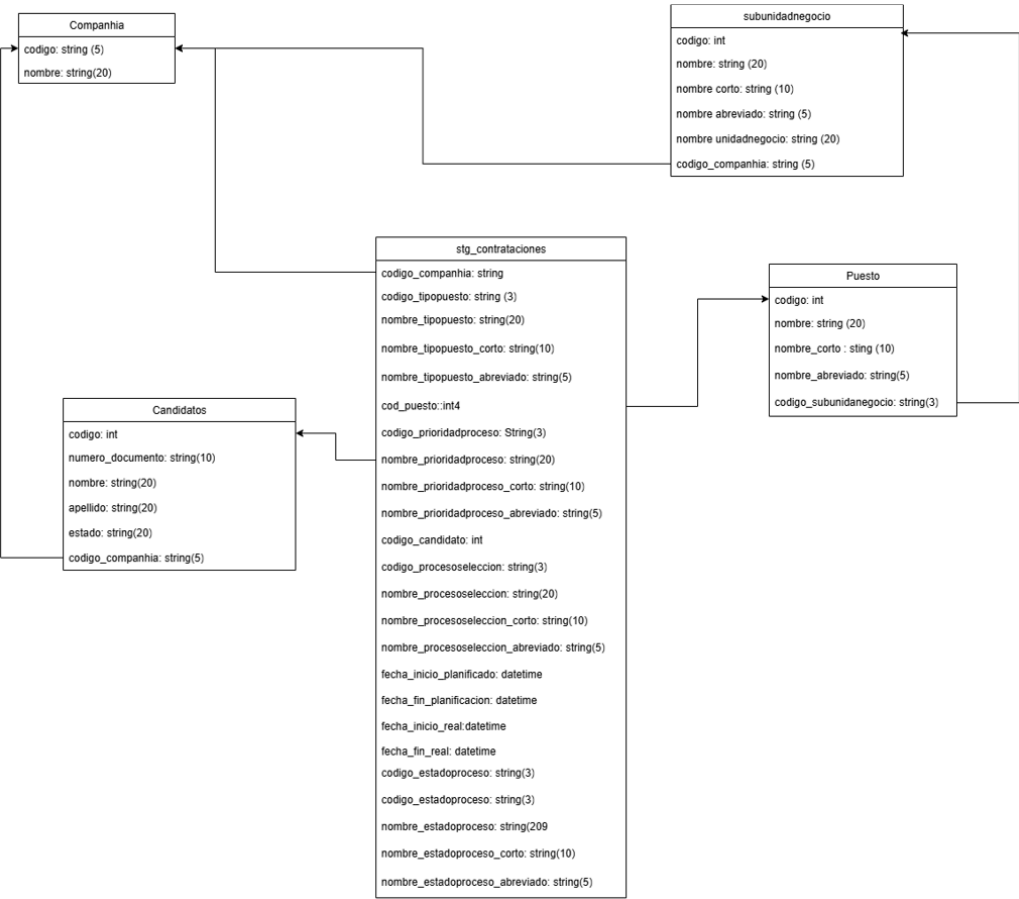 Companhia
codigo: string (5)
nombre: string(20)
subunidadnegocio
codigo: int
nombre: string (20)
nombre corto: string (10)
nombre abreviado: string (5)
nombre unidadnegocio: string (20)
codigo_companhia: string (5)
stg_contrataciones
codigo_companhia: string
codigo_tipopuesto: string (3)
nombre_tipopuesto: string(20)
nombre_tipopuesto_corto: string(10)
nombre_tipopuesto_abreviado: string(5)
cod_puesto::int4
codigo_prioridadproceso: String(3)
nombre_prioridadproceso: string(20)
nombre_prioridadproceso_corto: string(10)
nombre_prioridadproceso_abreviado: string(5)
codigo_candidato: int
codigo_procesoseleccion: string(3)
nombre_procesoseleccion: string(20)
nombre_procesoseleccion_corto: string(10)
nombre_procesoseleccion_abreviado: string(5)
fecha_inicio_planificado: datetime
fecha_fin_planificacion: datetime
fecha_inicio_real:datetime
fecha_fin_real: datetime
codigo_estadoproceso: string(3)
codigo_estadoproceso: string(3)
nombre_estadoproceso: string(209
nombre_estadoproceso_corto: string(10)
nombre_estadoproceso_abreviado: string(5)
Puesto
codigo: int
nombre: string (20)
nombre_corto : sting (10)
nombre_abreviado: string(5)
codigo_subunidanegocio: string(3)
Candidatos
codigo: int
numero_documento: string(10)
nombre: string(20)
apellido: string(20)
estado: string(20)
codigo_companhia: string(5)